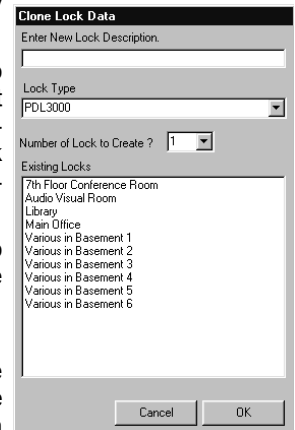 Clone Lock Data
Enter New Lock Description.
Lock Type
PDL3000
Number of Lock to Create ? 1
Existing Locks
7th Floor Conference Room
Audio Visual Room
Library
Main Office
Various in Basement 1
Various in Basement 2
Various in Basement 3
Various in Basement 4
Various in Basement 5
Various in Basement 6
Cancel OK